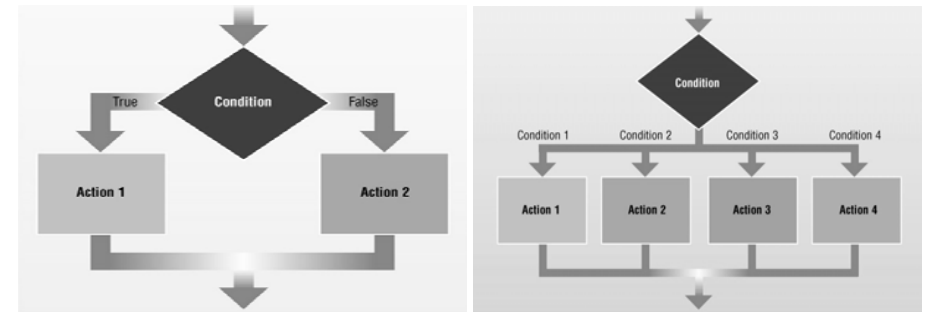 True
Condition
False
Action 1
Action 2
Condition
Condition 1
Condition 2
Condition 3
Condition 4
Action 1
Action 2
Action 3
Action 4